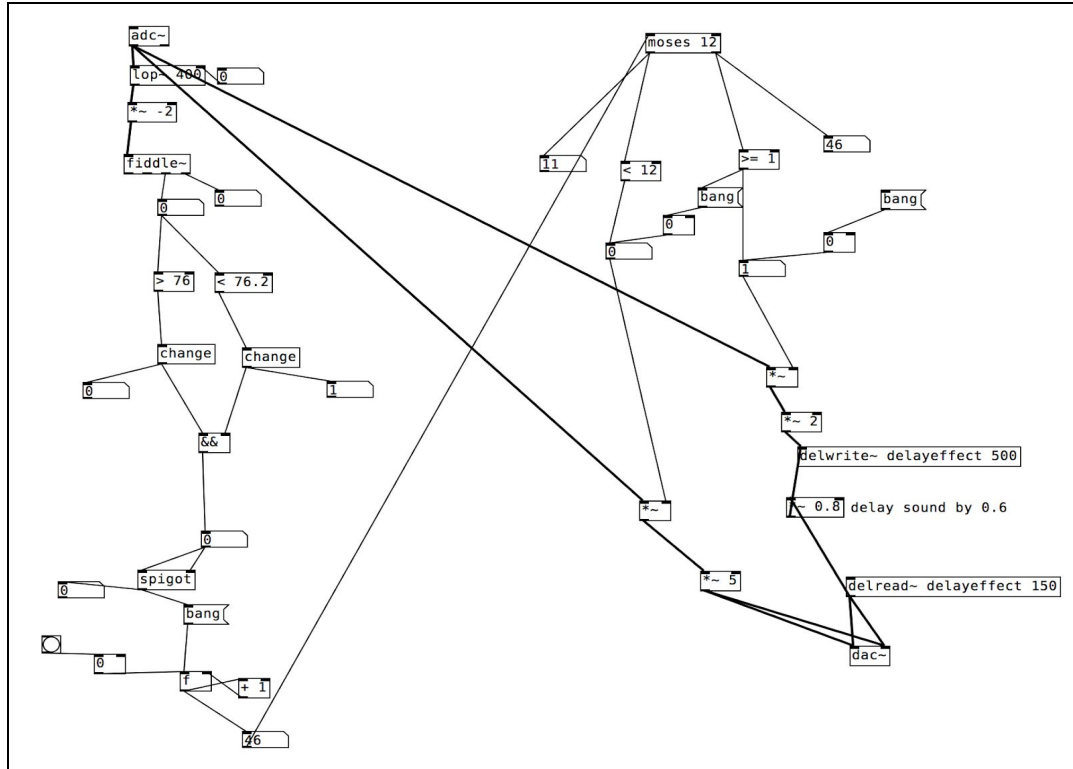 adc~
lop~ 400
0
*~ -2
fiddle~
0
0
> 76
< 76.2
change
change
0
1
&&
0
spigot
0
bang
0
f
+ 1
46
moses 12
11
< 12
>= 1
46
bang
bang
0
0
0
1
*~
*~ 2
delwrite~ delayeffect 500
*~
~ 0.8 delay sound by 0.6
*~ 5
delread~ delayeffect 150
dac~